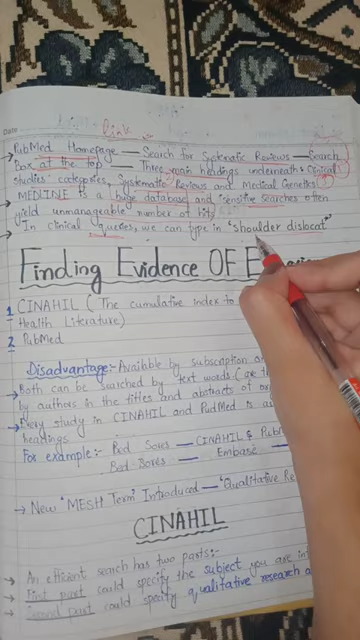 Date
link
→ PubMed Homepage — Search for Systematic Reviews — Search
Box at the top — Three main headings underneath: Clinical
studies categories, Systematic Reviews and Medical Genetics
→ MEDLINE is a huge database and sensitive searches often
yield unmanageable number of hits
→ In clinical queries, we can type in "shoulder dislocat*"
Finding Evidence OF E
1 CINAHIL (The cumulative index to
Health Literature)
2 PubMed
Disadvantage:- Available by subscription
→ Both can be searched by text words (are
by authors in the titles and abstracts of
→ Every study in CINAHIL and PudMed is
headings
For example:- Bed Sores — CINAHIL &
Bed Sores — Embase —
→ New 'MESH Term' Introduced — 'Qualitative Re
CINAHIL
→ An efficient search has two parts:-
→ First part could specify the subject you are
→ Second part could specify qualitative research